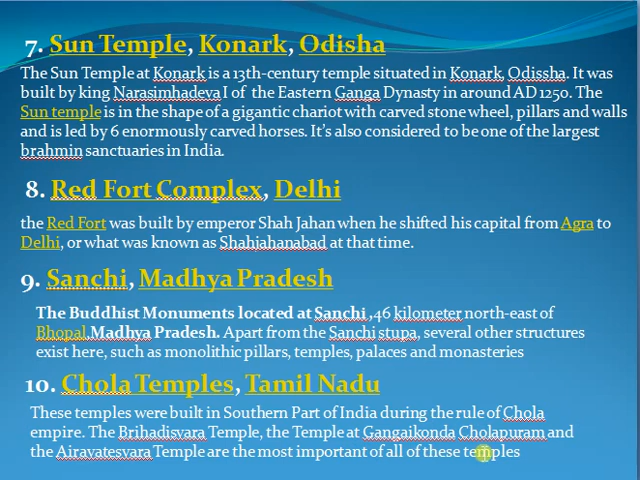 7. Sun Temple, Konark, Odisha
The Sun Temple at Konark is a 13th-century temple situated in Konark, Odissha. It was
built by king Narasimhadeva I of the Eastern Ganga Dynasty in around AD 1250. The
Sun temple is in the shape of a gigantic chariot with carved stone wheel, pillars and walls
and is led by 6 enormously carved horses. It's also considered to be one of the largest
brahmin sanctuaries in India.
8. Red Fort Complex, Delhi
the Red Fort was built by emperor Shah Jahan when he shifted his capital from Agra to
Delhi, or what was known as Shahjahanabad at that time.
9. Sanchi, Madhya Pradesh
The Buddhist Monuments located at Sanchi ,46 kilometer north-east of
Bhopal,Madhya Pradesh. Apart from the Sanchi stupa, several other structures
exist here, such as monolithic pillars, temples, palaces and monasteries
10. Chola Temples, Tamil Nadu
These temples were built in Southern Part of India during the rule of Chola
empire. The Brihadisvara Temple, the Temple at Gangaikonda Cholapuram and
the Airavatesvara Temple are the most important of all of these temples